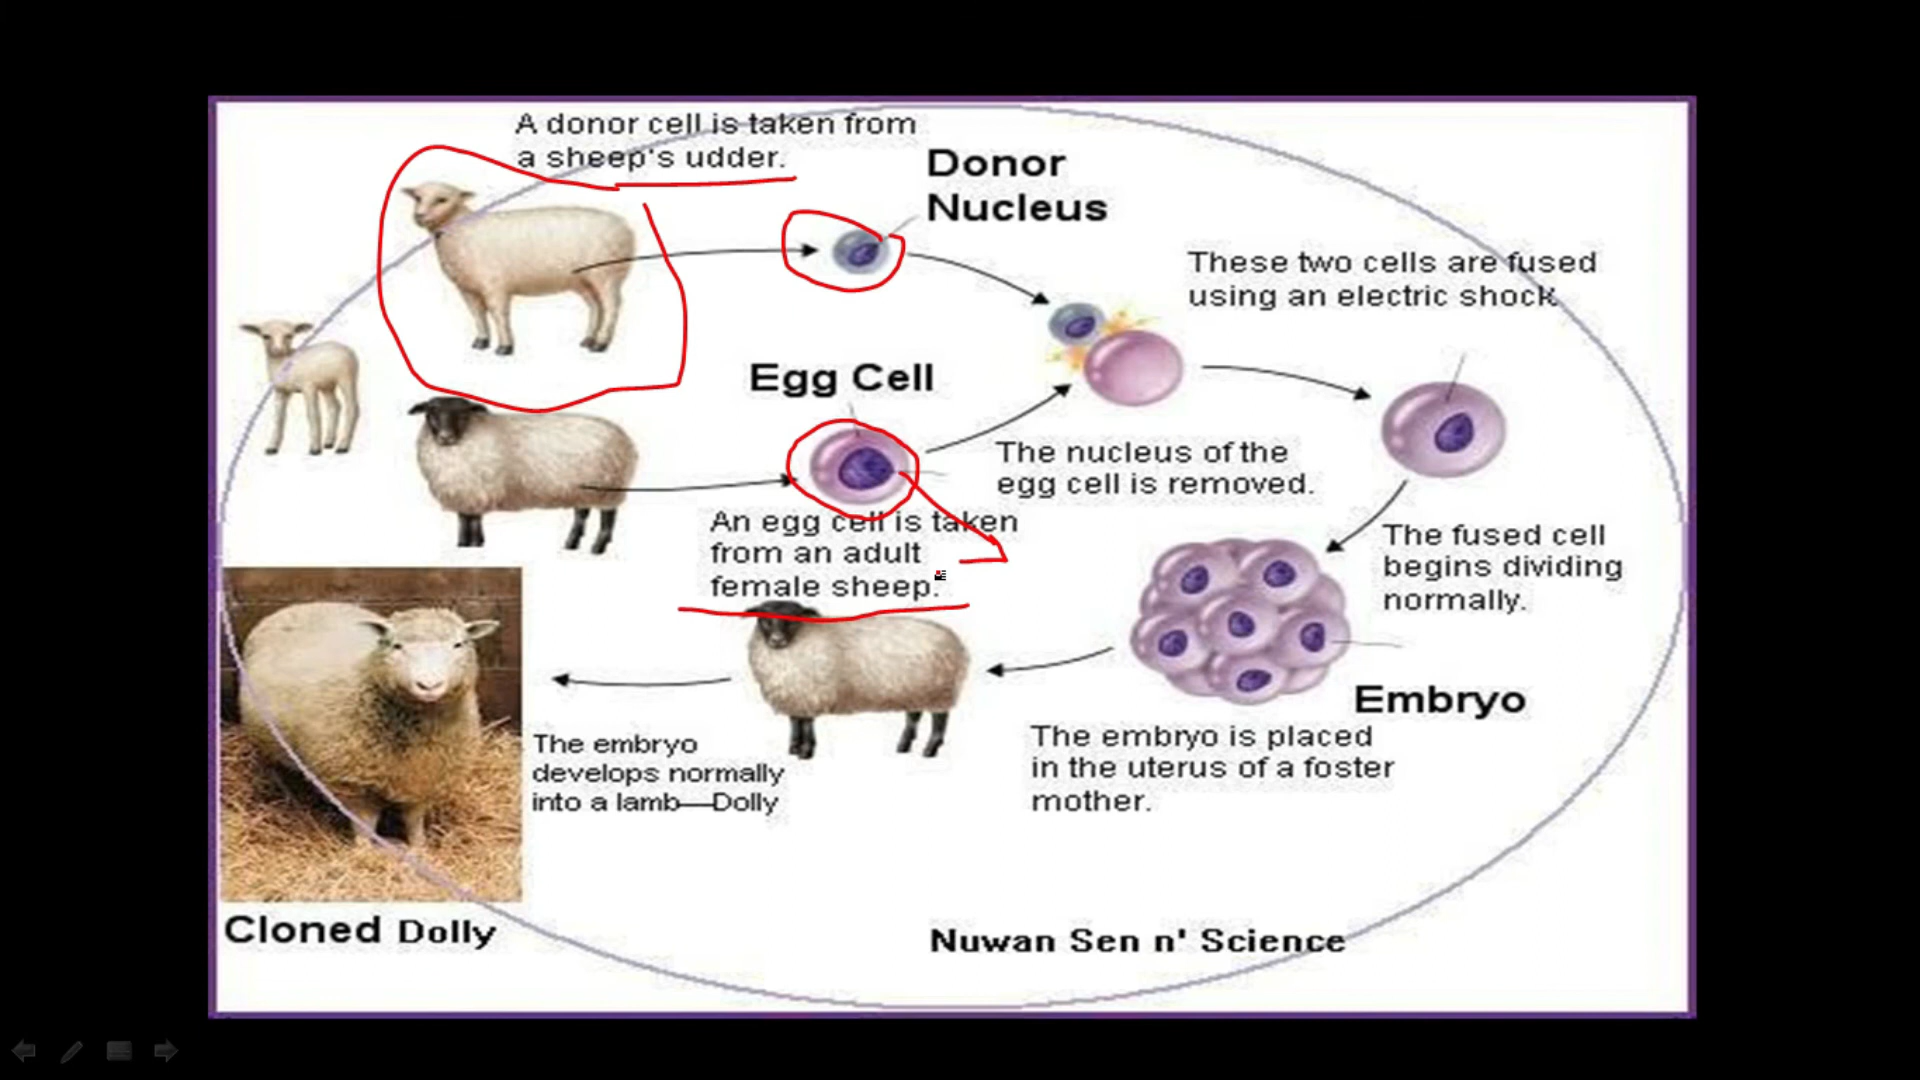 A donor cell is taken from
a sheep's udder.
Donor
Nucleus
These two cells are fused
using an electric shock
Egg Cell
The nucleus of the
egg cell is removed.
An egg cell is taken
from an adult
female sheep.
The fused cell
begins dividing
normally.
Embryo
The embryo is placed
in the uterus of a foster
mother.
The embryo
develops normally
into a lamb—Dolly
Cloned Dolly
Nuwan Sen n' Science